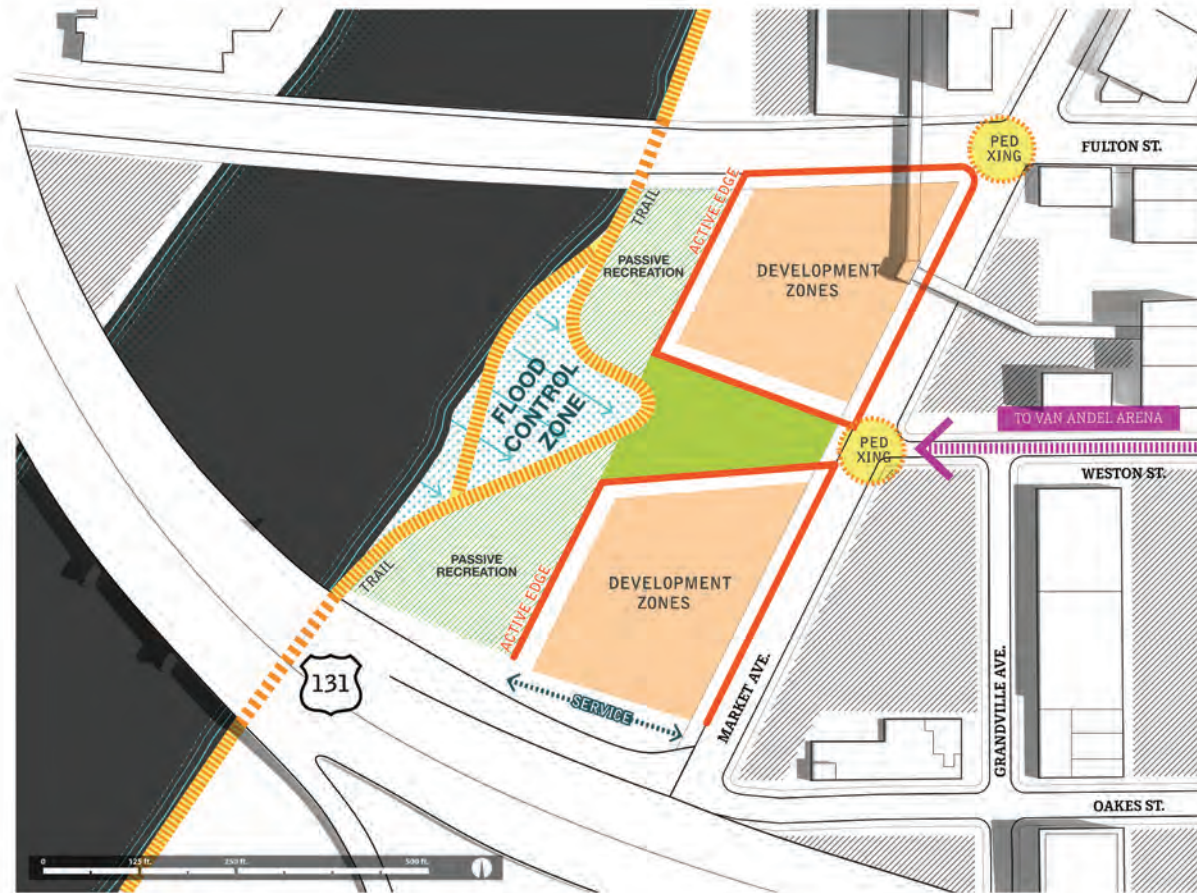 PED
XING
FULTON ST.
TRAIL
ACTIVE EDGE
PASSIVE
RECREATION
DEVELOPMENT
ZONES
FLOOD
CONTROL
ZONE
TO VAN ANDEL ARENA
PED
XING
WESTON ST.
PASSIVE
RECREATION
TRAIL
ACTIVE EDGE
DEVELOPMENT
ZONES
131
SERVICE
MARKET AVE.
GRANDVILLE AVE.
OAKES ST.
0 125 ft. 250 ft. 500 ft.